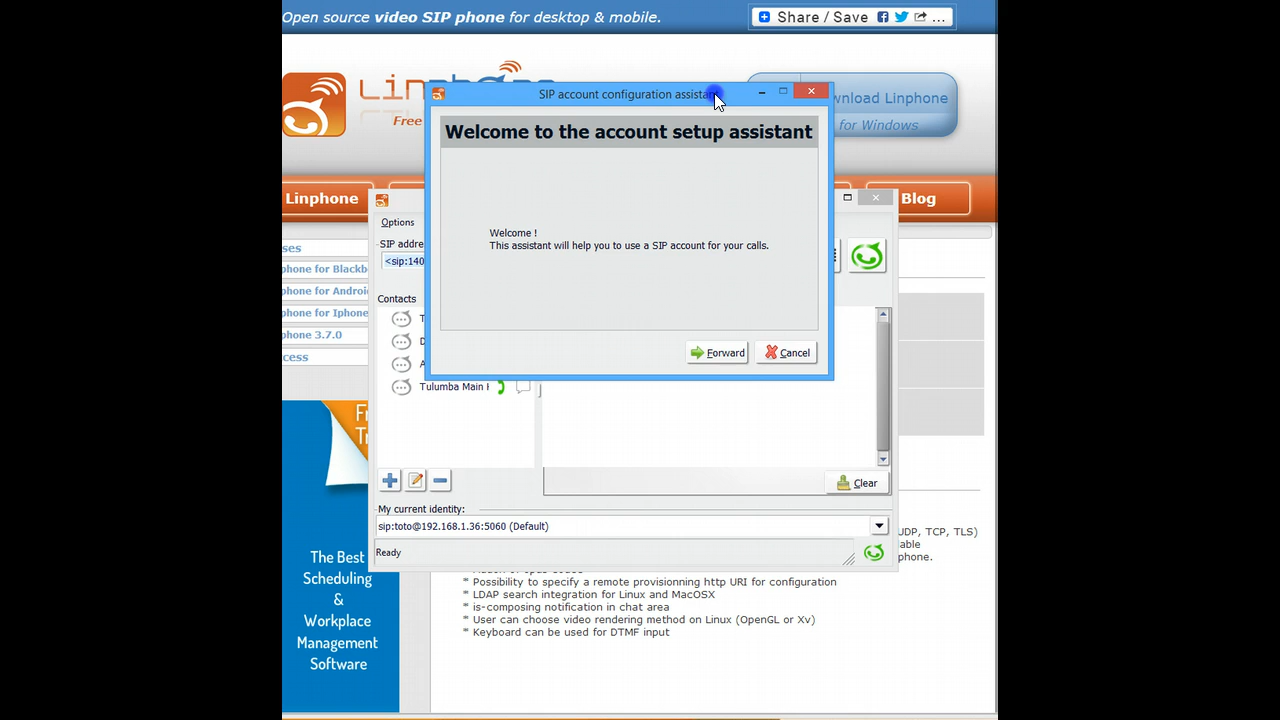 Open source video SIP phone for desktop & mobile.
Share / Save
...
Free
Download Linphone
for Windows
SIP account configuration assistant
Welcome to the account setup assistant
Linphone
Blog
Options
SIP addre
<sip:140
Welcome !
This assistant will help you to use a SIP account for your calls.
Contacts
phone for Androi
phone for Iphone
phone 3.7.0
Forward
Cancel
Tulumba Main
Clear
My current identity:
sip:toto@192.168.1.36:5060 (Default)
Ready
UDP, TCP, TLS)
able
phone.
* Possibility to specify a remote provisionning http URI for configuration
* LDAP search integration for Linux and MacOSX
* is-composing notification in chat area
* User can choose video rendering method on Linux (OpenGL or Xv)
* Keyboard can be used for DTMF input
The Best
Scheduling
&
Workplace
Management
Software